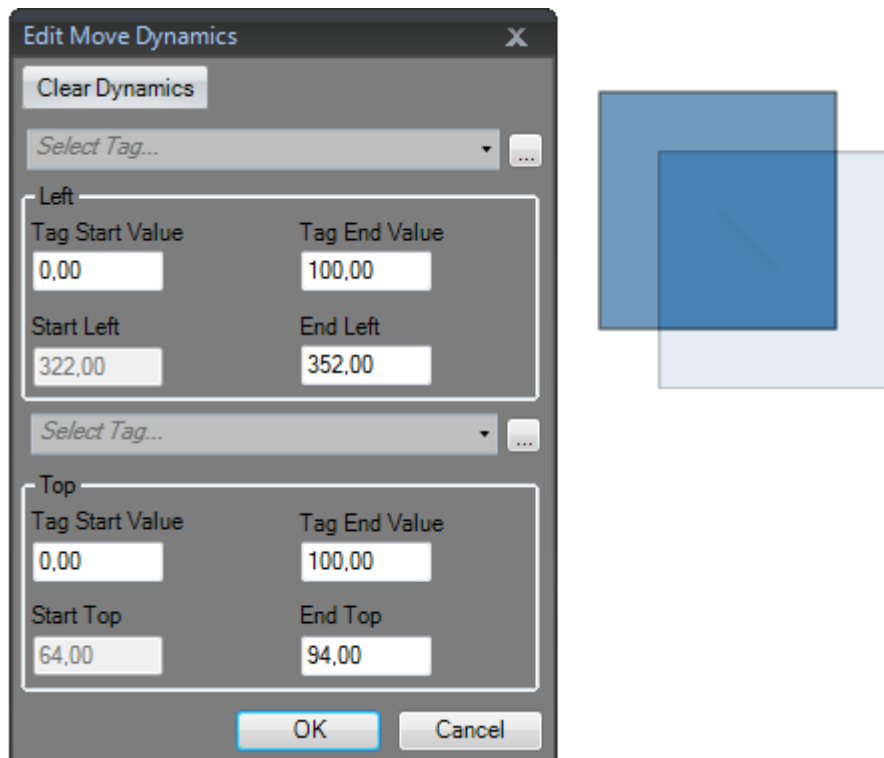 Edit Move Dynamics X
Clear Dynamics
Select Tag... ...
Left
Tag Start Value Tag End Value
0,00 100,00
Start Left End Left
322,00 352,00
Select Tag... ...
Top
Tag Start Value Tag End Value
0,00 100,00
Start Top End Top
64,00 94,00
OK Cancel